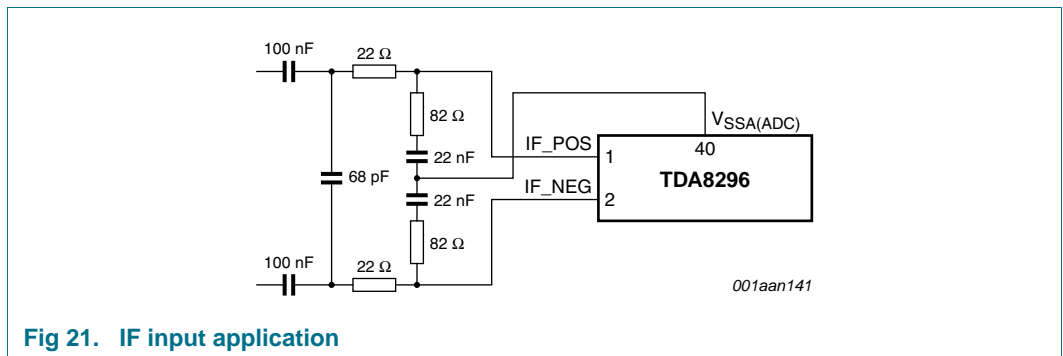 100 nF
22 Ω
82 Ω
22 nF
68 pF
22 nF
82 Ω
100 nF
22 Ω
IF_POS
IF_NEG
VSSA(ADC)
40
1
2
TDA8296
001aan141
Fig 21. IF input application